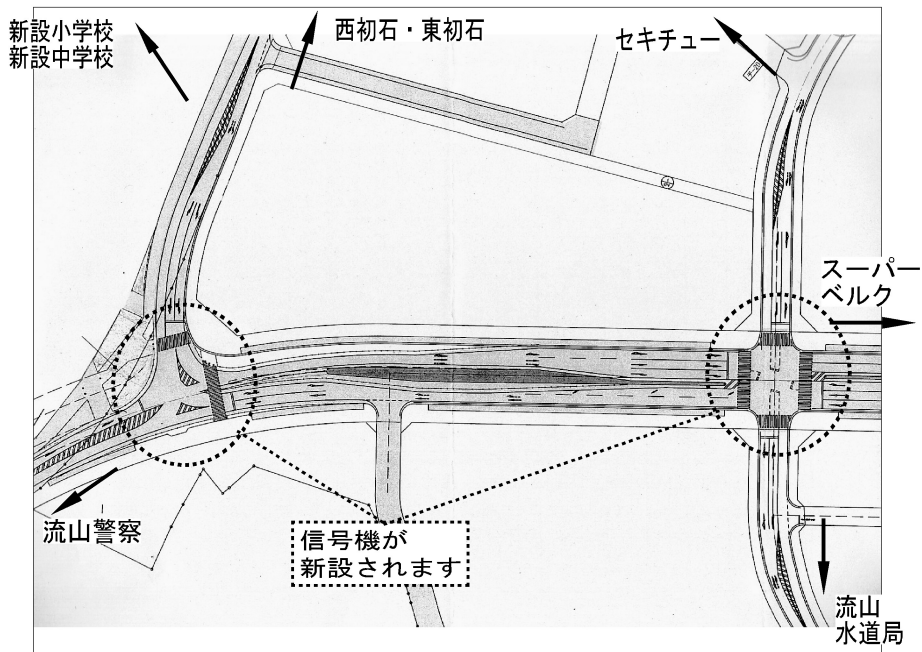 新設小学校
新設中学校
西初石・東初石
セキチュー
スーパー
ベルク
流山警察
信号機が
新設されます
流山
水道局